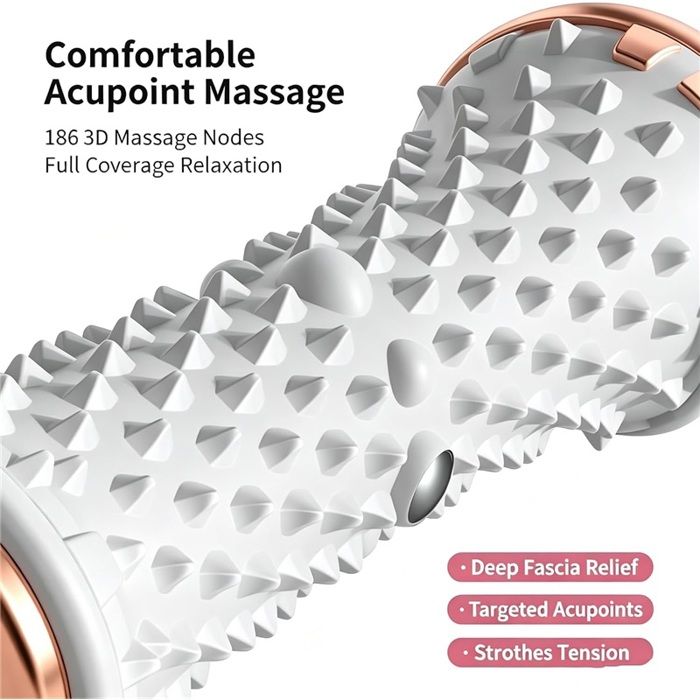 Comfortable
Acupoint Massage
186 3D Massage Nodes
Full Coverage Relaxation
· Deep Fascia Relief
· Targeted Acupoints
· Strothes Tension